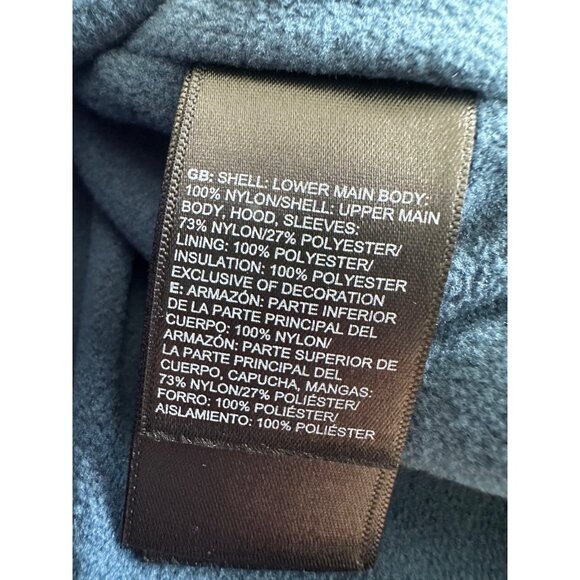 GB: SHELL: LOWER MAIN BODY:
100% NYLON/SHELL: UPPER MAIN
BODY, HOOD, SLEEVES:
73% NYLON/27% POLYESTER/
LINING: 100% POLYESTER/
INSULATION: 100% POLYESTER
EXCLUSIVE OF DECORATION
E: ARMAZÓN: PARTE INFERIOR
DE LA PARTE PRINCIPAL DEL
CUERPO: 100% NYLON/
ARMAZÓN: PARTE SUPERIOR DE
LA PARTE PRINCIPAL DEL
CUERPO, CAPUCHA, MANGAS:
73% NYLON/27% POLIÉSTER/
FORRO: 100% POLIÉSTER/
AISLAMIENTO: 100% POLIÉSTER